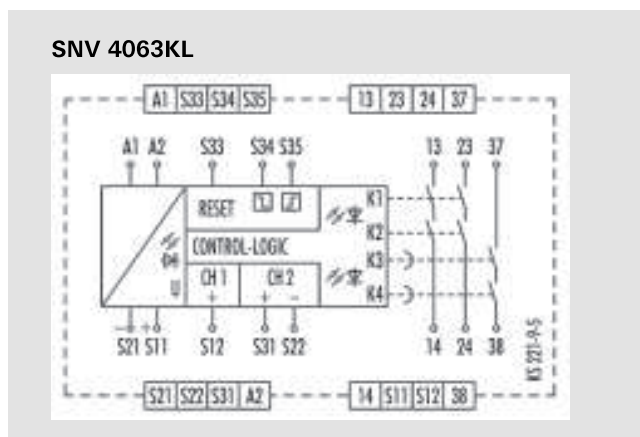 SNV 4063KL
A1 S33 S34 S35 13 23 24 37
A1 A2 S33 S34 S35 13 23 37
RESET K1
K2
CONTROL-LOGIC
CH 1 CH 2 K3
+ + − K4
− +
S21 S11 S12 S31 S22 14 24 38
KS 221-9-S
S21 S22 S31 A2 14 S11 S12 38